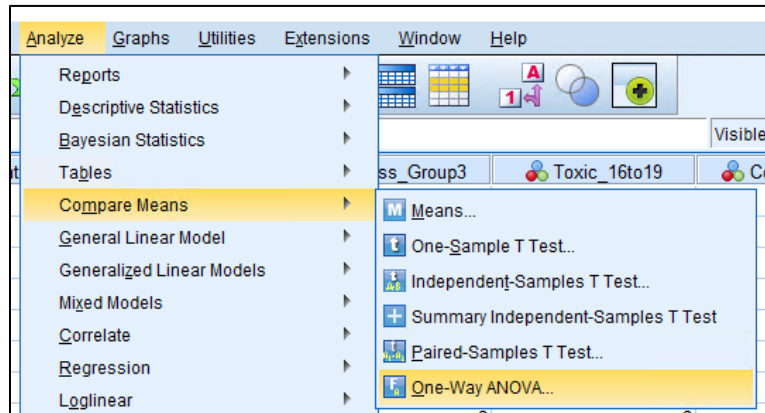 Analyze Graphs Utilities Extensions Window Help
Reports
Descriptive Statistics
Bayesian Statistics
Visible
Tables
ss_Group3 Toxic_16to19
Compare Means
Means...
General Linear Model
One-Sample T Test...
Generalized Linear Models
Independent-Samples T Test...
Mixed Models
Summary Independent-Samples T Test
Correlate
Paired-Samples T Test...
Regression
One-Way ANOVA...
Loglinear